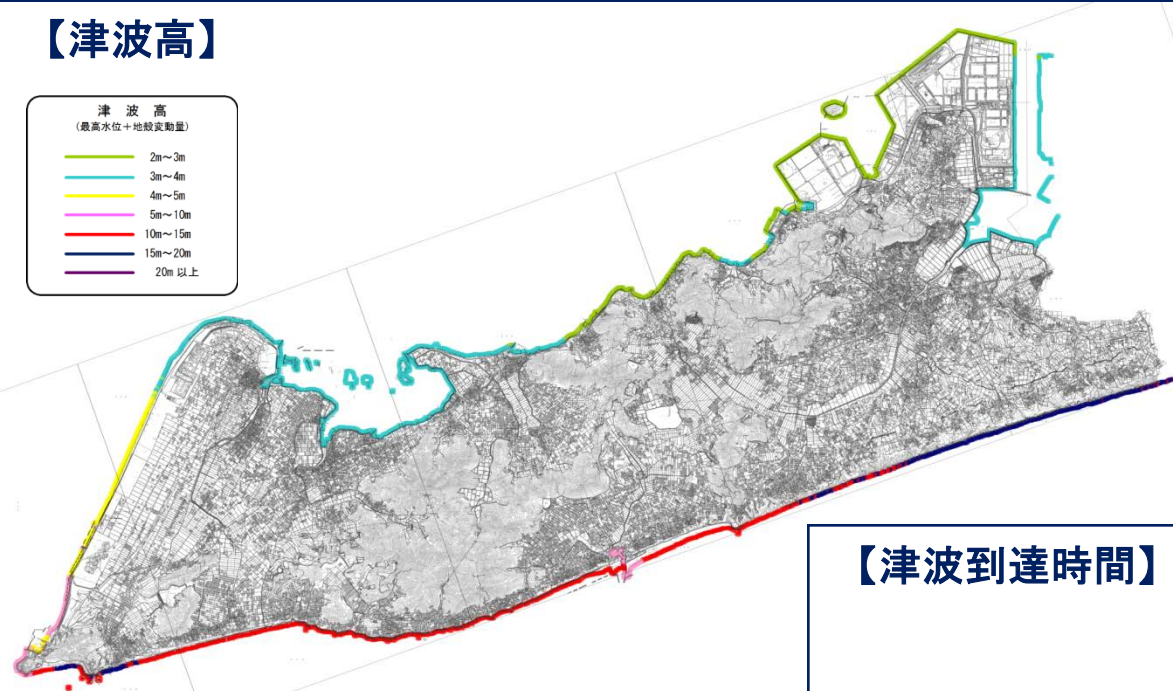 【津波高】
津 波 高
(最高水位＋地殻変動量)
2m～3m
3m～4m
4m～5m
5m～10m
10m～15m
15m～20m
20m 以上
【津波到達時間】